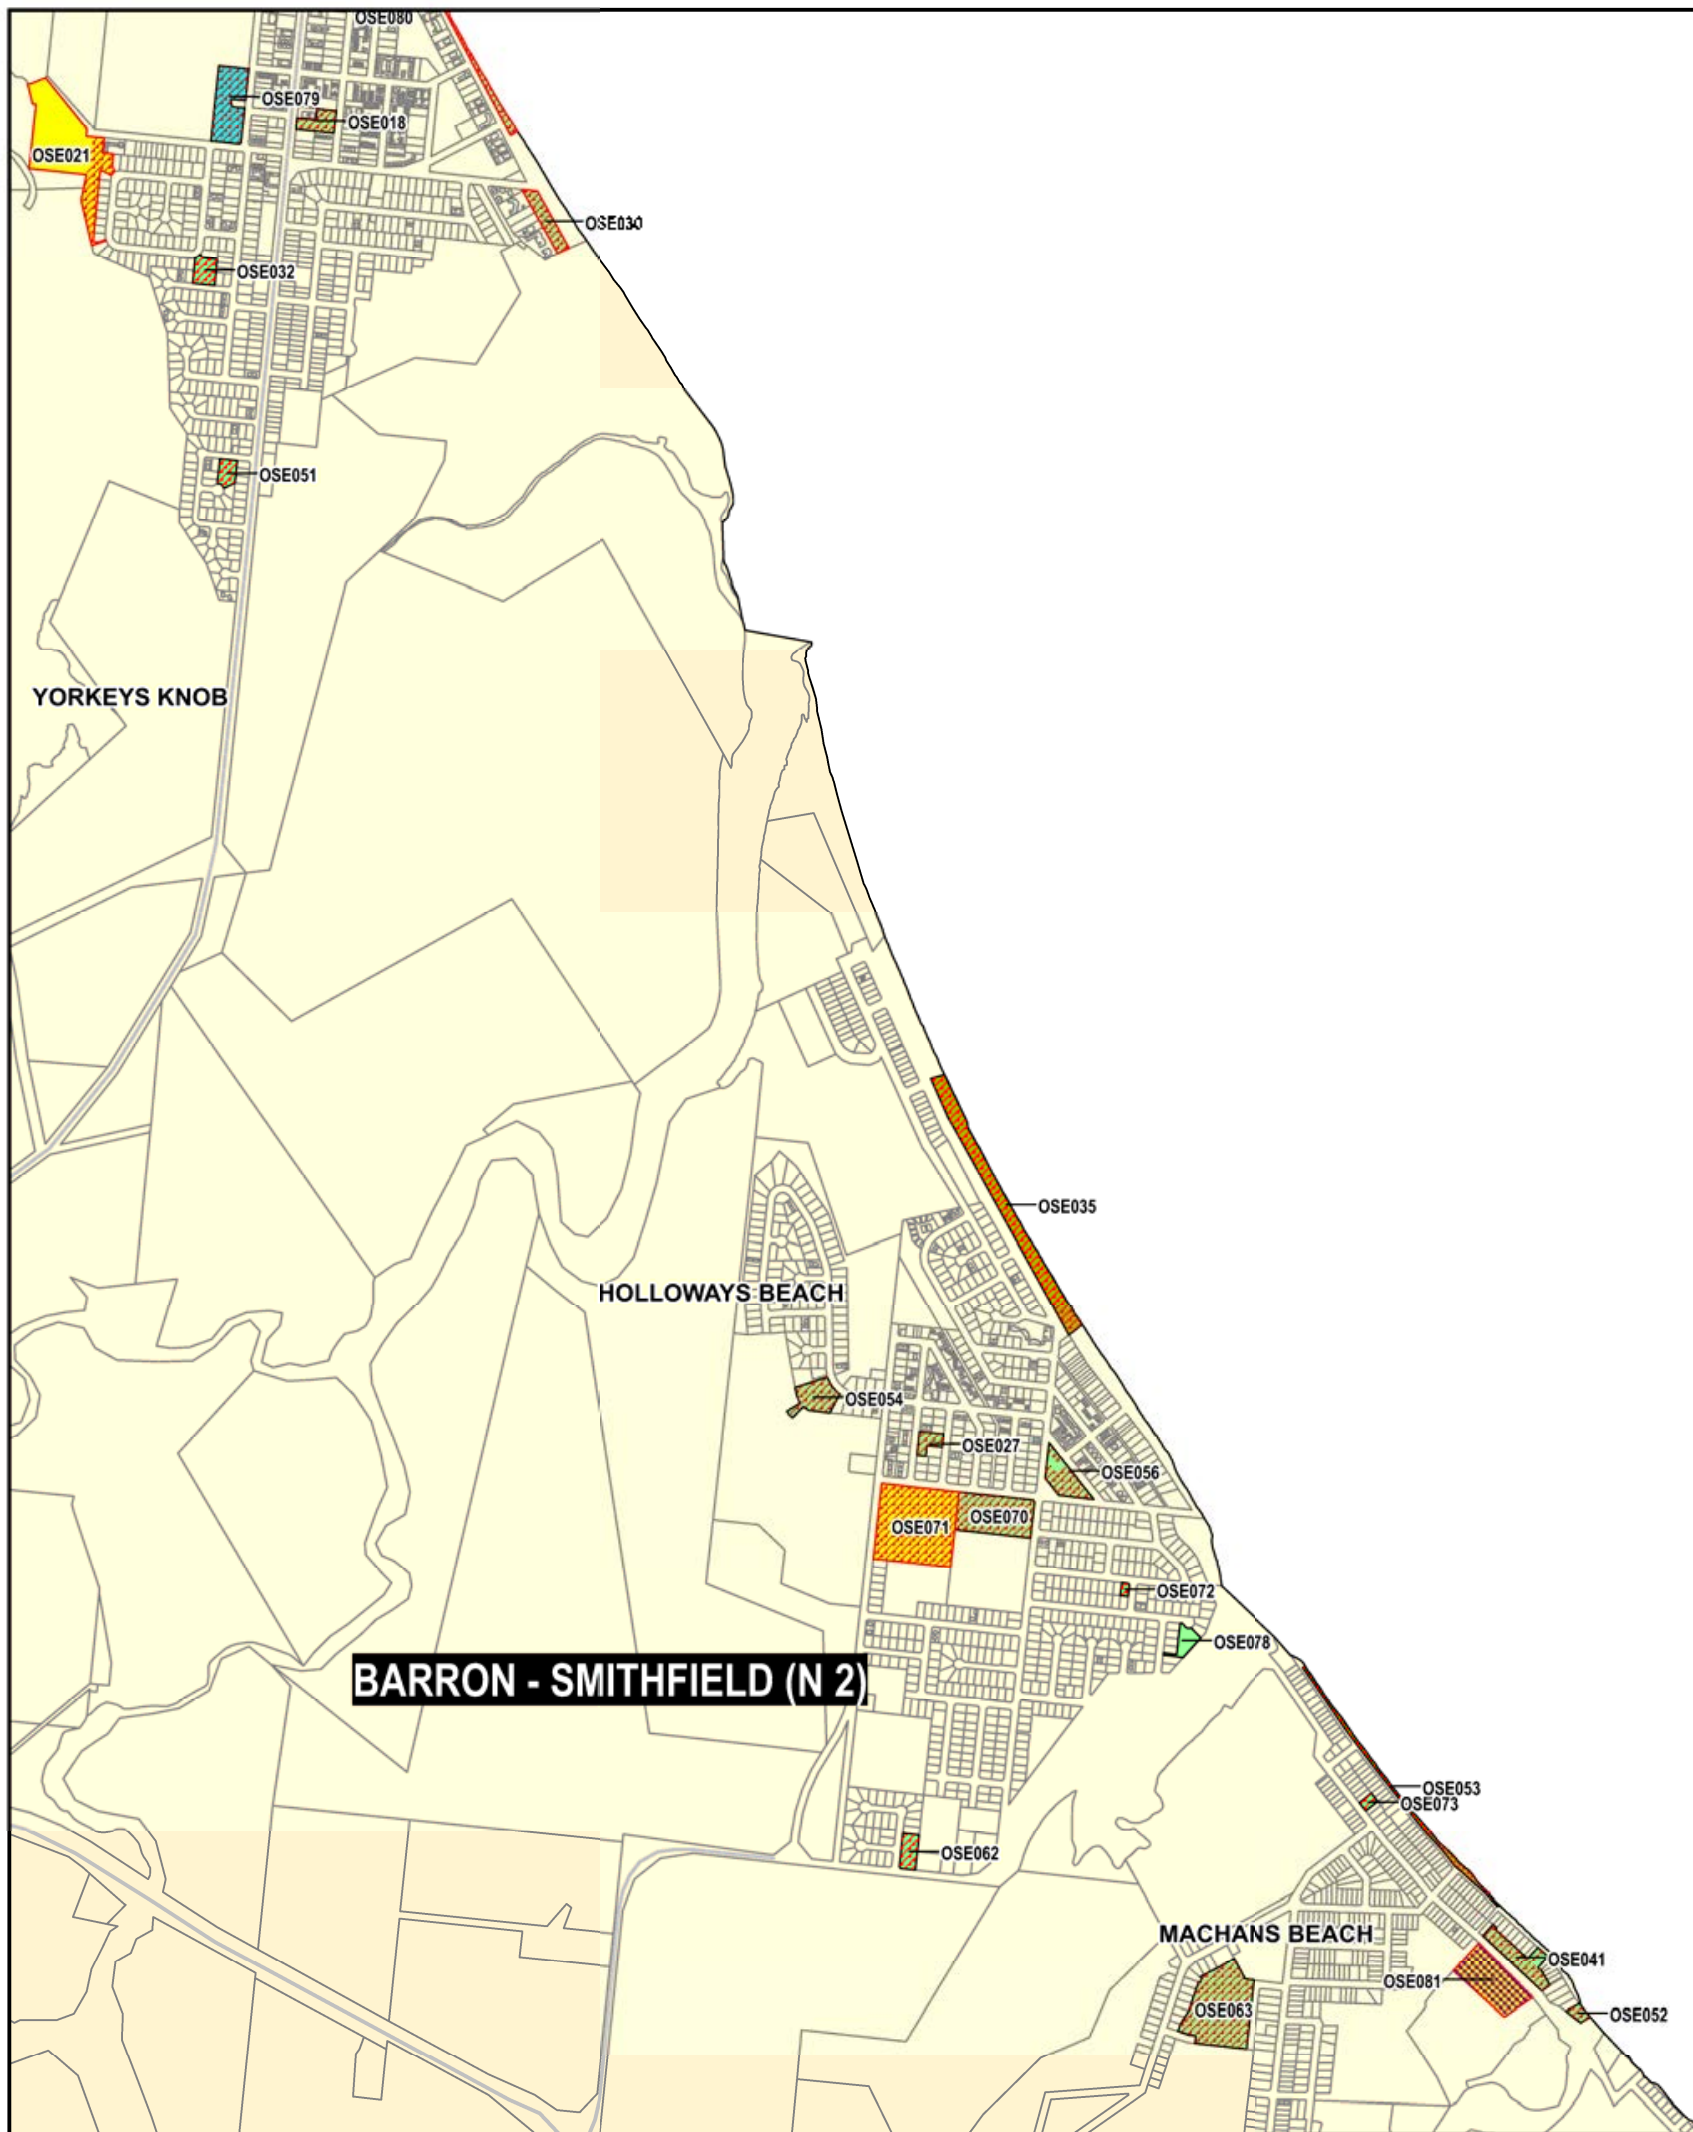 OSE080
OSE079
OSE018
OSE021
OSE030
OSE032
OSE051
YORKEYS KNOB
OSE035
HOLLOWAYS BEACH
OSE054
OSE027
OSE056
OSE070
OSE071
OSE072
OSE078
BARRON - SMITHFIELD (N 2)
OSE053
OSE073
OSE062
MACHANS BEACH
OSE041
OSE081
OSE063
OSE052